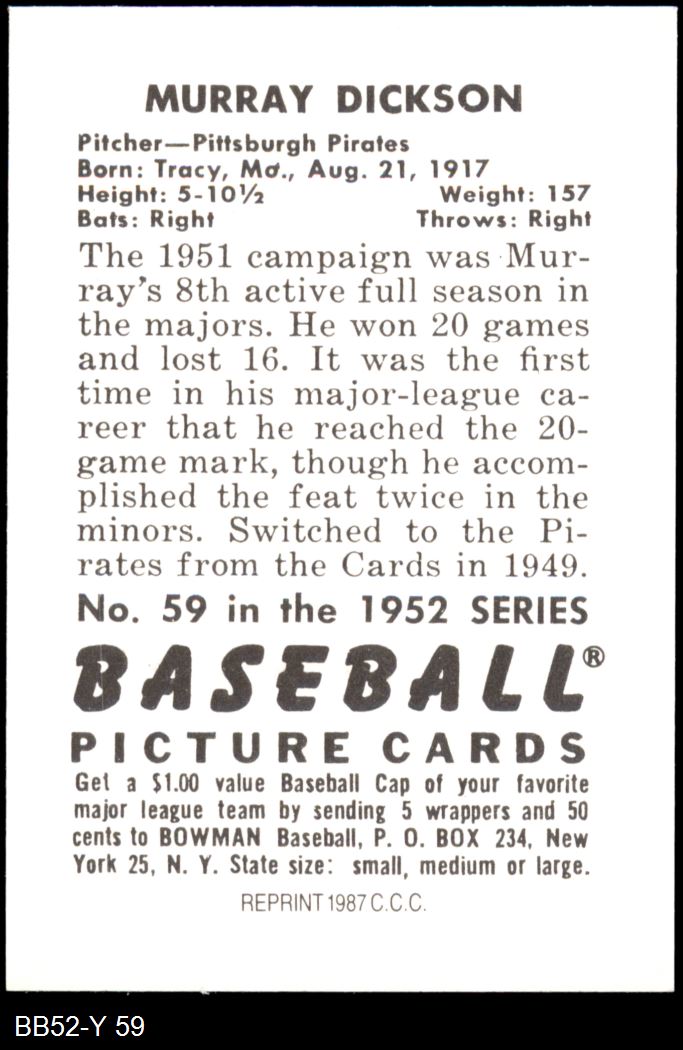 MURRAY DICKSON
Pitcher—Pittsburgh Pirates
Born: Tracy, Mo., Aug. 21, 1917
Height: 5-10½ Weight: 157
Bats: Right Throws: Right
The 1951 campaign was Mur-
ray's 8th active full season in
the majors. He won 20 games
and lost 16. It was the first
time in his major-league ca-
reer that he reached the 20-
game mark, though he accom-
plished the feat twice in the
minors. Switched to the Pi-
rates from the Cards in 1949.
No. 59 in the 1952 SERIES
BASEBALL®
PICTURE CARDS
Get a $1.00 value Baseball Cap of your favorite
major league team by sending 5 wrappers and 50
cents to BOWMAN Baseball, P. O. BOX 234, New
York 25, N. Y. State size: small, medium or large.
REPRINT 1987 C.C.C.
BB52-Y 59